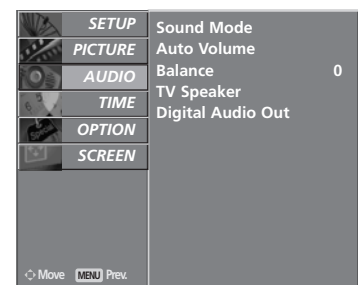 SETUP
PICTURE
AUDIO
TIME
OPTION
SCREEN
Move MENU Prev.
Sound Mode
Auto Volume
Balance 0
TV Speaker
Digital Audio Out